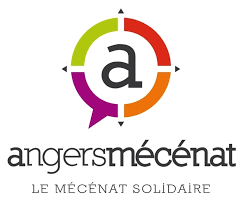 a
angersmécénat
LE MÉCÉNAT SOLIDAIRE